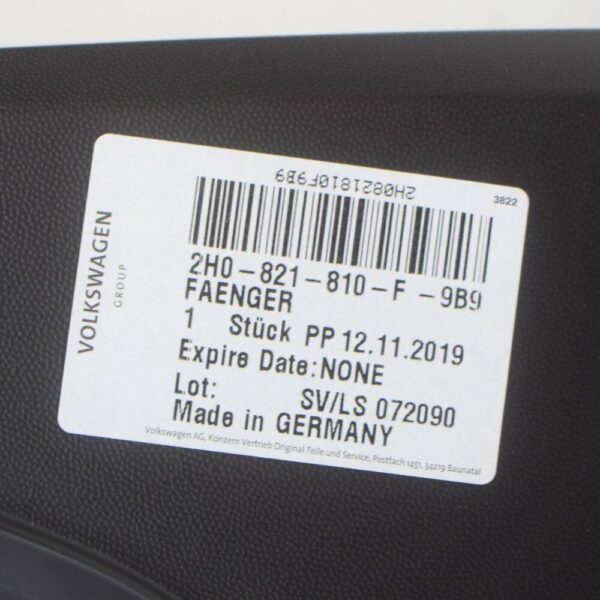 2H0821810F9B9
3822
VOLKSWAGEN
GROUP
2H0-821-810-F -9B9
FAENGER
1 Stück PP 12.11.2019
Expire Date:NONE
Lot: SV/LS 072090
Made in GERMANY
Volkswagen AG, Konzern Vertrieb Original Teile und Service, Postfach 1451, 34219 Baunatal